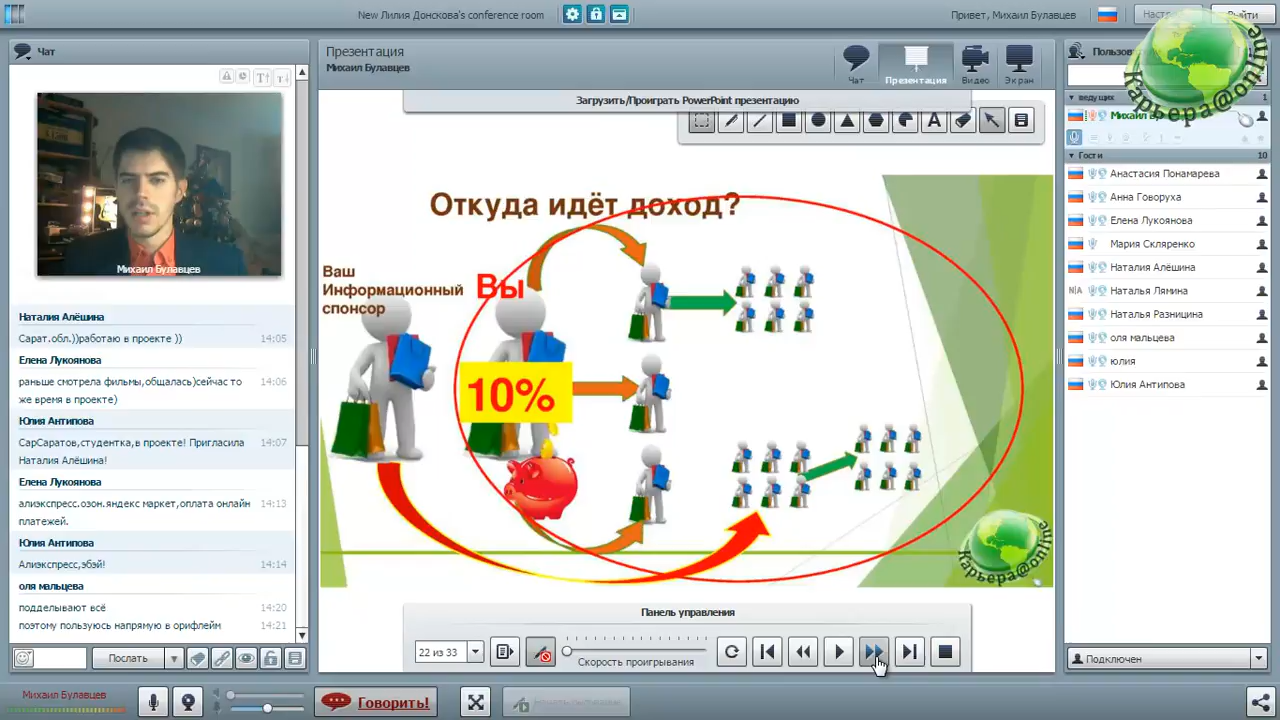 New Лилия Донскова's conference room
Привет, Михаил Булавцев
Выйти
Чат
Михаил Булавцев
Наталия Алёшина
Сарат.обл.))работаю в проекте )) 14:05
Елена Лукоянова
раньше смотрела фильмы,общалась)сейчас то 14:06
же время в проекте)
Юлия Антипова
СарСаратов,студентка,в проекте! Пригласила 14:07
Наталия Алёшина!
Елена Лукоянова
алиэкспресс.озон.яндекс маркет,оплата онлайн 14:13
платежей.
Юлия Антипова
Алиэкспресс,эбэй! 14:14
оля мальцева
подделывают всё 14:20
поэтому пользуюсь напрямую в орифлейм 14:21
Послать
Презентация
Михаил Булавцев
Чат
Презентация
Видео
Экран
Загрузить/Проиграть PowerPoint презентацию
Откуда идёт доход?
Ваш
Информационный
спонсор
Вы
10%
Карьера@online
Панель управления
22 из 33
Скорость проигрывания
Карьера@online
ведущих 1
Гости 10
Анастасия Понамарева
Анна Говоруха
Елена Лукоянова
Мария Скляренко
Наталия Алёшина
N/A Наталья Лямина
Наталья Разницина
оля мальцева
юлия
Юлия Антипова
Подключен
Михаил Булавцев
Говорить!